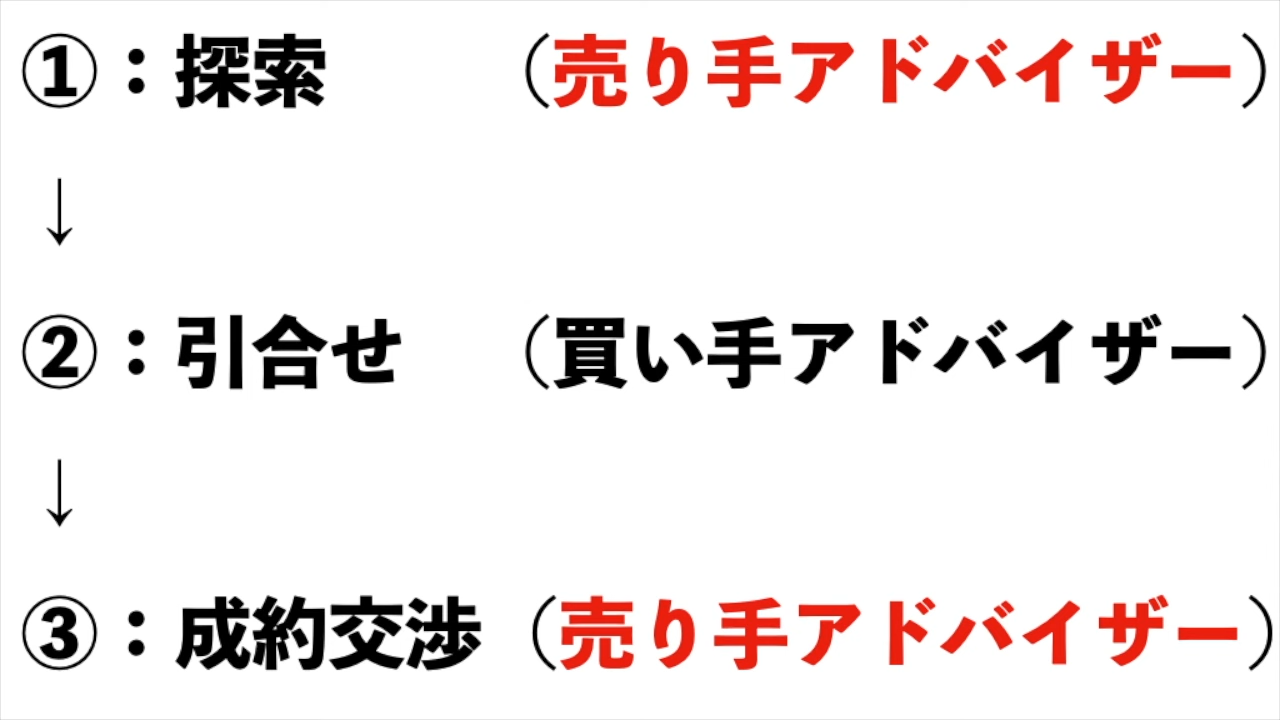 ①：探索　（売り手アドバイザー）
↓
②：引合せ　（買い手アドバイザー）
↓
③：成約交渉（売り手アドバイザー）